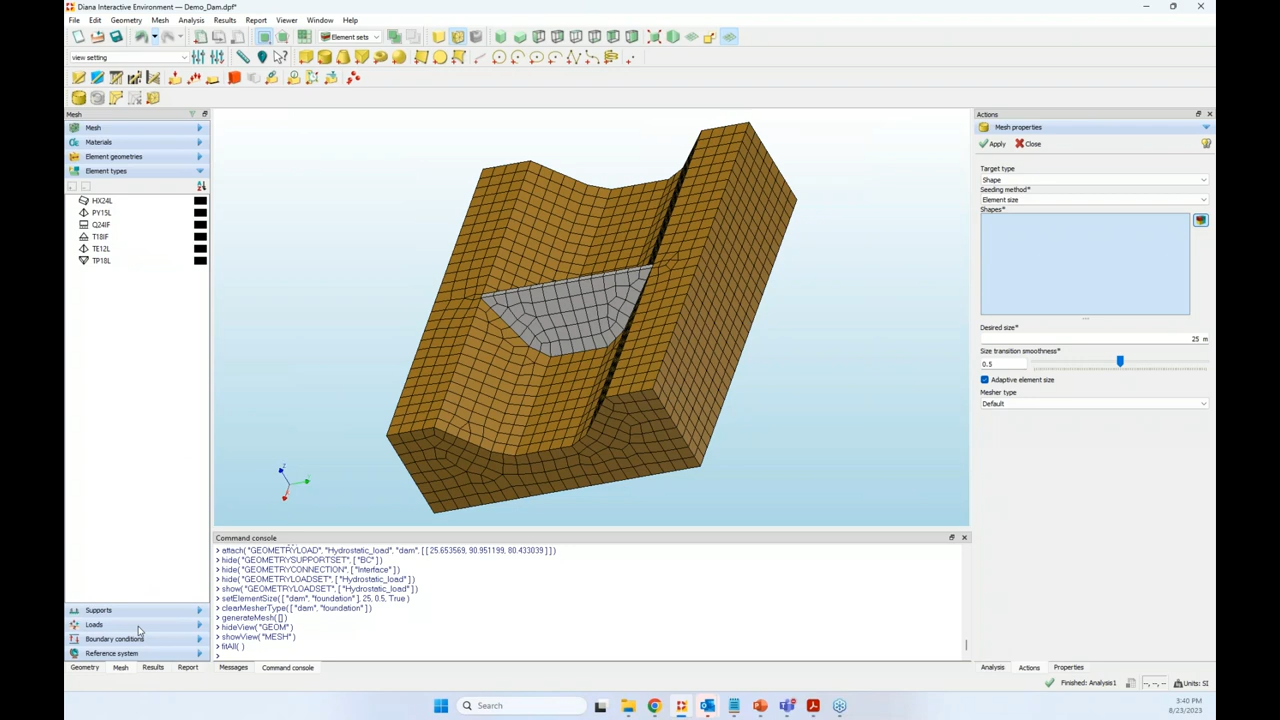 Diana Interactive Environment — Demo_Dam.dpf*
File Edit Geometry Mesh Analysis Results Report Viewer Window Help
Element sets
view setting
Mesh
Mesh
Materials
Element geometries
Element types
HX24L
PY15L
Q24IF
T18IF
TE12L
TP18L
Supports
Loads
Boundary conditions
Reference system
Geometry Mesh Results Report
z
Command console
> attach( "GEOMETRYLOAD", "Hydrostatic_load", "dam", [ [ 25.653569, 90.951199, 80.433039 ] ] )
> hide( "GEOMETRYSUPPORTSET", [ "BC" ] )
> hide( "GEOMETRYCONNECTION", [ "Interface" ] )
> hide( "GEOMETRYLOADSET", [ "Hydrostatic_load" ] )
> show( "GEOMETRYLOADSET", [ "Hydrostatic_load" ] )
> setElementSize( [ "dam", "foundation" ], 25, 0.5, True )
> clearMesherType( [ "dam", "foundation" ] )
> generateMesh( [] )
> hideView( "GEOM" )
> showView( "MESH" )
> fitAll( )
>
Messages Command console
Actions
Mesh properties
Apply Close
Target type
Shape
Seeding method*
Element size
Shapes*
Desired size*
25 m
Size transition smoothness*
0.5
Adaptive element size
Mesher type
Default
Analysis Actions Properties
Finished: Analysis1 --, --, -- Units: SI
Search
3:40 PM
8/23/2023